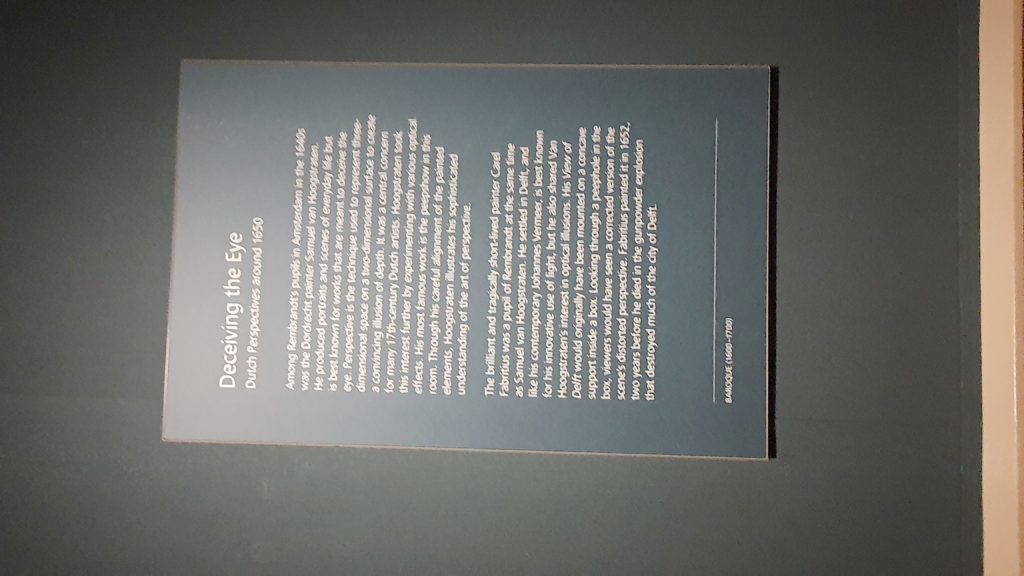 Deceiving the Eye
Dutch Perspectives around 1650
Among Rembrandt's pupils in Amsterdam in the 1640s
was the Dordrecht painter Samuel van Hoogstraten.
He produced portraits and scenes of everyday life but
is best known for works that are meant to deceive the
eye. Perspective is the technique used to represent three-
dimensional space on a two-dimensional surface to create
a convincing illusion of depth. It was a central concern
for many 17th-century Dutch artists. Hoogstraten took
this interest further by experimenting with various optical
effects. His most famous work is the peepshow in this
room. Through his careful alignment of the painted
elements, Hoogstraten illustrates his sophisticated
understanding of the art of perspective.
The brilliant and tragically short-lived painter Carel
Fabritius was a pupil of Rembrandt at the same time
as Samuel van Hoogstraten. He settled in Delft, and
like his contemporary Johannes Vermeer, is best known
for his innovative use of light, but he also shared Van
Hoogstraten's interest in optical illusions. His View of
Delft would originally have been mounted on a concave
support inside a box. Looking through a peephole in the
box, viewers would have seen a corrected version of the
scene's distorted perspective. Fabritius painted it in 1652,
two years before he died in the gunpowder explosion
that destroyed much of the city of Delft.
BAROQUE (1600–1700)